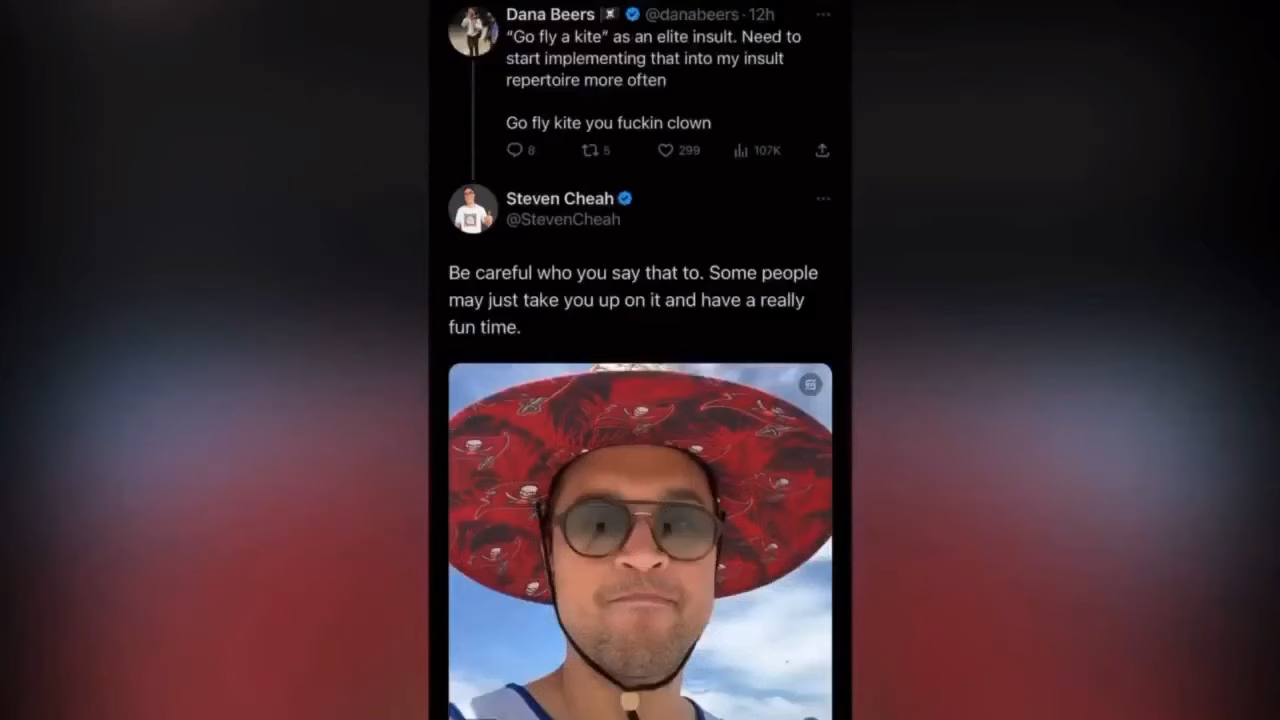 Dana Beers @danabeers · 12h
“Go fly a kite” as an elite insult. Need to
start implementing that into my insult
repertoire more often
Go fly kite you fuckin clown
8 5 299 107K
Steven Cheah
@StevenCheah
Be careful who you say that to. Some people
may just take you up on it and have a really
fun time.